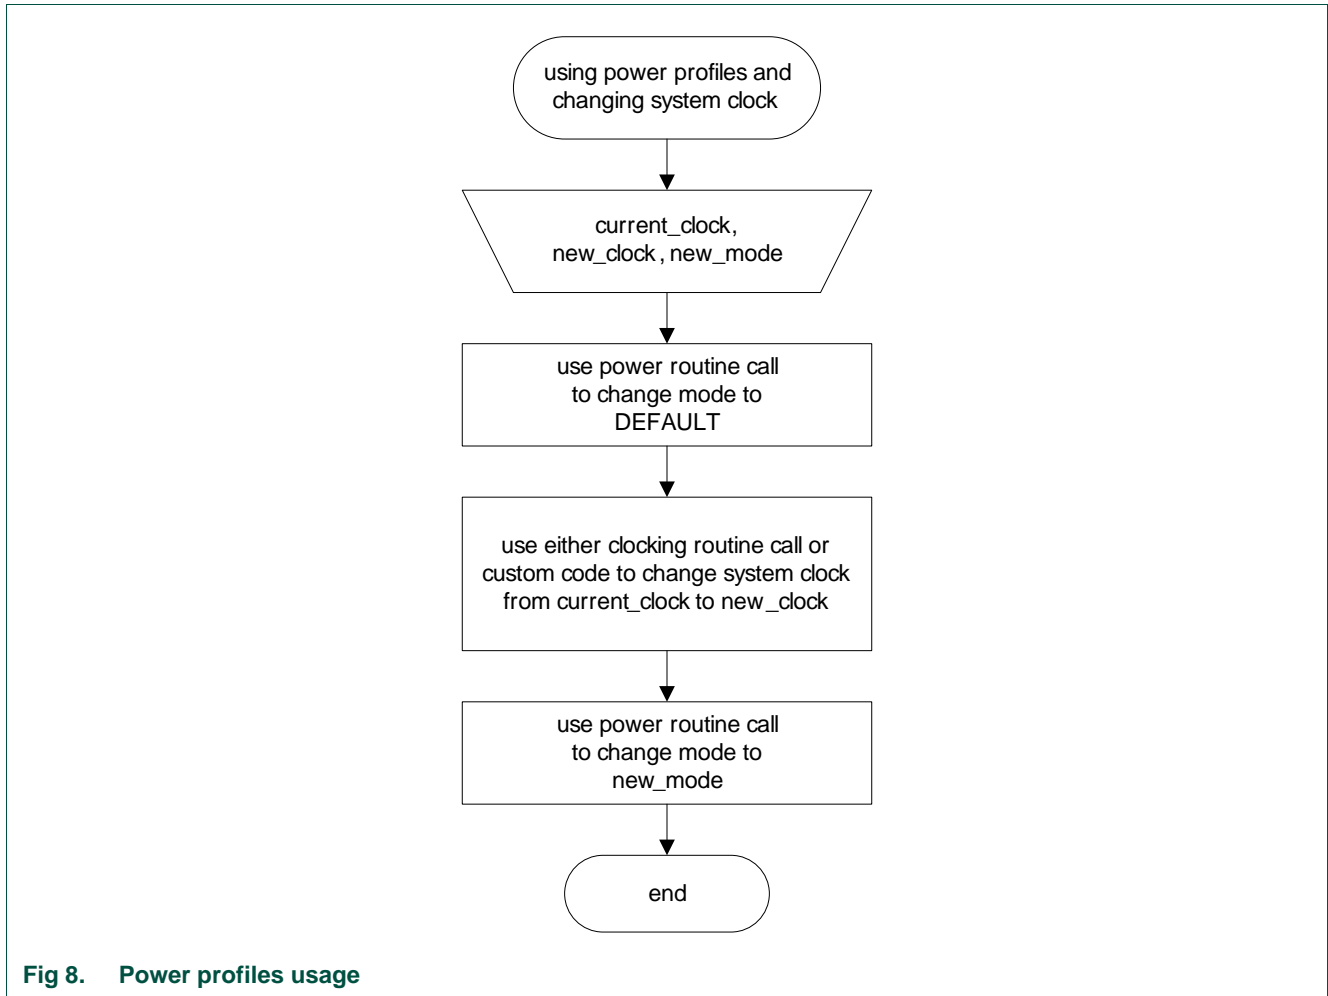 using power profiles and
changing system clock
current_clock,
new_clock, new_mode
use power routine call
to change mode to
DEFAULT
use either clocking routine call or
custom code to change system clock
from current_clock to new_clock
use power routine call
to change mode to
new_mode
end
Fig 8. Power profiles usage